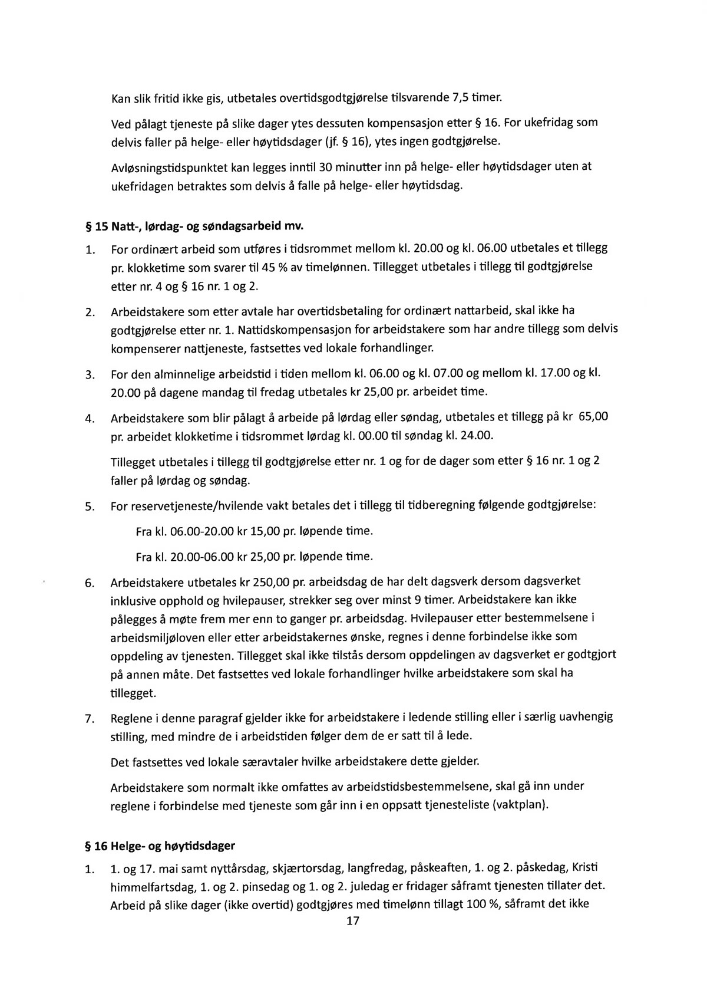 Kan slik fritid ikke gis, utbetales overtidsgodtgjørelse tilsvarende 7,5 timer.
Ved pålagt tjeneste på slike dager ytes dessuten kompensasjon etter § 16. For ukefridag som
delvis faller på helge- eller høytidsdager (jf. § 16), ytes ingen godtgjørelse.
Avløsningstidspunktet kan legges inntil 30 minutter inn på helge- eller høytidsdager uten at
ukefridagen betraktes som delvis å falle på helge- eller høytidsdag.
§ 15 Natt-, lørdag- og søndagsarbeid mv.
1. For ordinært arbeid som utføres i tidsrommet mellom kl. 20.00 og kl. 06.00 utbetales et tillegg
pr. klokketime som svarer til 45 % av timelønnen. Tillegget utbetales i tillegg til godtgjørelse
etter nr. 4 og § 16 nr. 1 og 2.
2. Arbeidstakere som etter avtale har overtidsbetaling for ordinært nattarbeid, skal ikke ha
godtgjørelse etter nr. 1. Nattidskompensasjon for arbeidstakere som har andre tillegg som delvis
kompenserer nattjeneste, fastsettes ved lokale forhandlinger.
3. For den alminnelige arbeidstid i tiden mellom kl. 06.00 og kl. 07.00 og mellom kl. 17.00 og kl.
20.00 på dagene mandag til fredag utbetales kr 25,00 pr. arbeidet time.
4. Arbeidstakere som blir pålagt å arbeide på lørdag eller søndag, utbetales et tillegg på kr 65,00
pr. arbeidet klokketime i tidsrommet lørdag kl. 00.00 til søndag kl. 24.00.
Tillegget utbetales i tillegg til godtgjørelse etter nr. 1 og for de dager som etter § 16 nr. 1 og 2
faller på lørdag og søndag.
5. For reservetjeneste/hvilende vakt betales det i tillegg til tidberegning følgende godtgjørelse:
Fra kl. 06.00-20.00 kr 15,00 pr. løpende time.
Fra kl. 20.00-06.00 kr 25,00 pr. løpende time.
6. Arbeidstakere utbetales kr 250,00 pr. arbeidsdag de har delt dagsverk dersom dagsverket
inklusive opphold og hvilepauser, strekker seg over minst 9 timer. Arbeidstakere kan ikke
pålegges å møte frem mer enn to ganger pr. arbeidsdag. Hvilepauser etter bestemmelsene i
arbeidsmiljøloven eller etter arbeidstakernes ønske, regnes i denne forbindelse ikke som
oppdeling av tjenesten. Tillegget skal ikke tilstås dersom oppdelingen av dagsverket er godtgjort
på annen måte. Det fastsettes ved lokale forhandlinger hvilke arbeidstakere som skal ha
tillegget.
7. Reglene i denne paragraf gjelder ikke for arbeidstakere i ledende stilling eller i særlig uavhengig
stilling, med mindre de i arbeidstiden følger dem de er satt til å lede.
Det fastsettes ved lokale særavtaler hvilke arbeidstakere dette gjelder.
Arbeidstakere som normalt ikke omfattes av arbeidstidsbestemmelsene, skal gå inn under
reglene i forbindelse med tjeneste som går inn i en oppsatt tjenesteliste (vaktplan).
§ 16 Helge- og høytidsdager
1. 1. og 17. mai samt nyttårsdag, skjærtorsdag, langfredag, påskeaften, 1. og 2. påskedag, Kristi
himmelfartsdag, 1. og 2. pinsedag og 1. og 2. juledag er fridager såframt tjenesten tillater det.
Arbeid på slike dager (ikke overtid) godtgjøres med timelønn tillagt 100 %, såframt det ikke
17